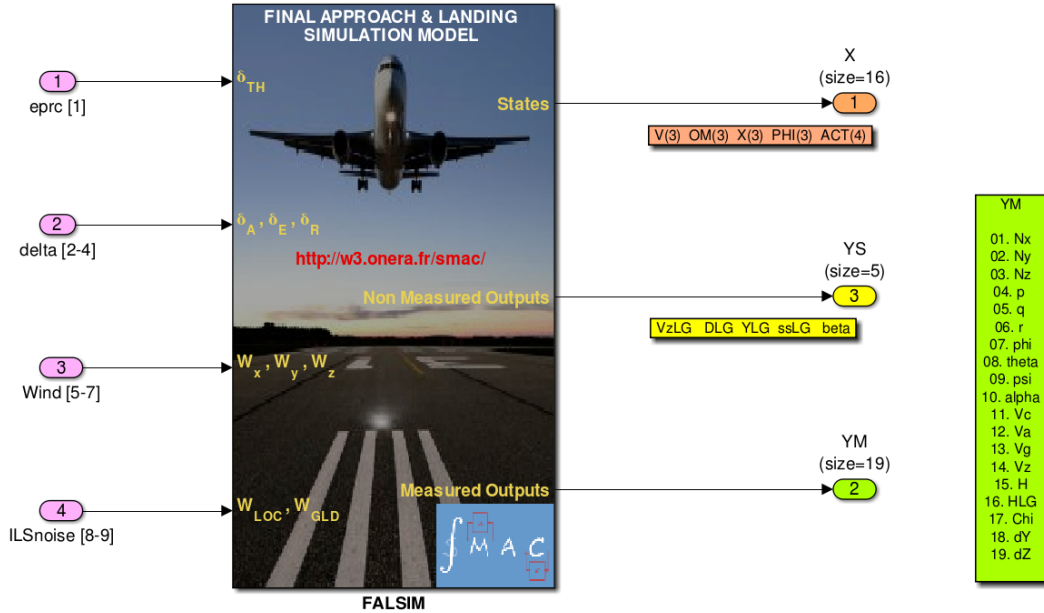 FINAL APPROACH & LANDING
SIMULATION MODEL
1
eprc [1]
δTH
2
delta [2-4]
δA , δE , δR
http://w3.onera.fr/smac/
3
Wind [5-7]
Wx, Wy, Wz
4
ILSnoise [8-9]
WLOC, WGLD
States
Non Measured Outputs
Measured Outputs
∫ M A C
FALSIM
X
(size=16)
1
V(3) OM(3) X(3) PHI(3) ACT(4)
YS
(size=5)
3
VzLG DLG YLG ssLG beta
YM
(size=19)
2
YM
01. Nx
02. Ny
03. Nz
04. p
05. q
06. r
07. phi
08. theta
09. psi
10. alpha
11. Vc
12. Va
13. Vg
14. Vz
15. H
16. HLG
17. Chi
18. dY
19. dZ